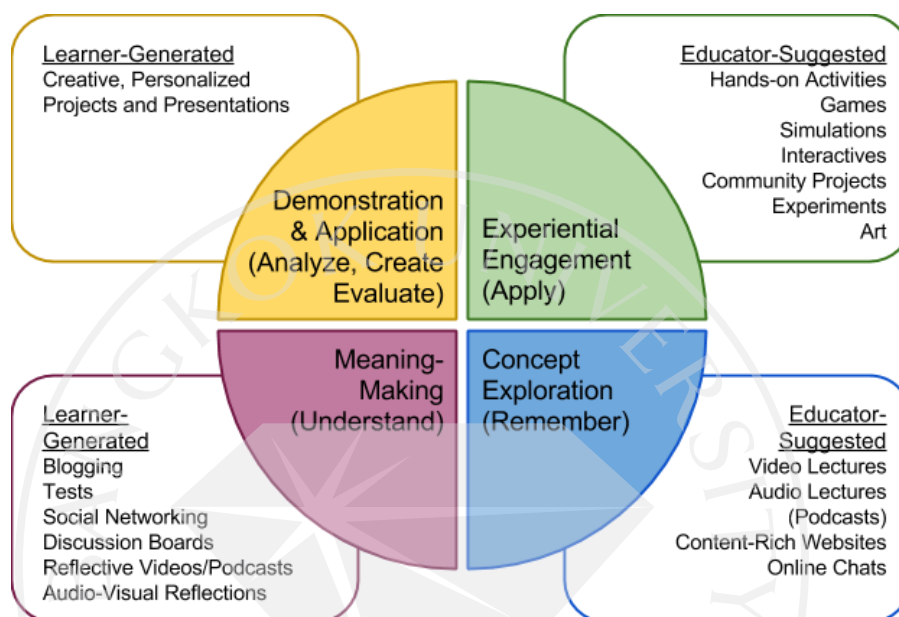 Learner-Generated
Creative, Personalized
Projects and Presentations
Educator-Suggested
Hands-on Activities
Games
Simulations
Interactives
Community Projects
Experiments
Art
Demonstration
& Application
(Analyze, Create
Evaluate)
Experiential
Engagement
(Apply)
Meaning-
Making
(Understand)
Concept
Exploration
(Remember)
Learner-
Generated
Blogging
Tests
Social Networking
Discussion Boards
Reflective Videos/Podcasts
Audio-Visual Reflections
Educator-
Suggested
Video Lectures
Audio Lectures
(Podcasts)
Content-Rich Websites
Online Chats
UNIVERSITY